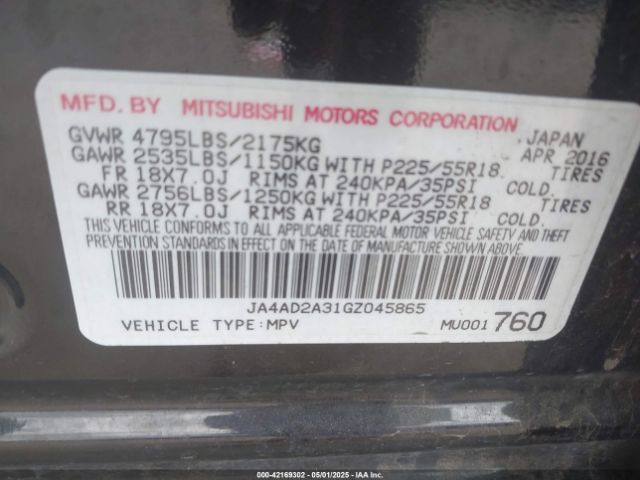 MFD. BY MITSUBISHI MOTORS CORPORATION
GVWR 4795LBS/2175KG JAPAN
GAWR 2535LBS/1150KG WITH P225/55R18 APR 2016
FR 18X7.0J RIMS AT 240KPA/35PSI COLD. TIRES
GAWR 2756LBS/1250KG WITH P225/55R18 TIRES
RR 18X7.0J RIMS AT 240KPA/35PSI COLD.
THIS VEHICLE CONFORMS TO ALL APPLICABLE FEDERAL MOTOR VEHICLE SAFETY AND THEFT
PREVENTION STANDARDS IN EFFECT ON THE DATE OF MANUFACTURE SHOWN ABOVE.
JA4AD2A31GZ045865
VEHICLE TYPE:MPV MU001760
000-42169302 - 05/01/2025 - IAA Inc.